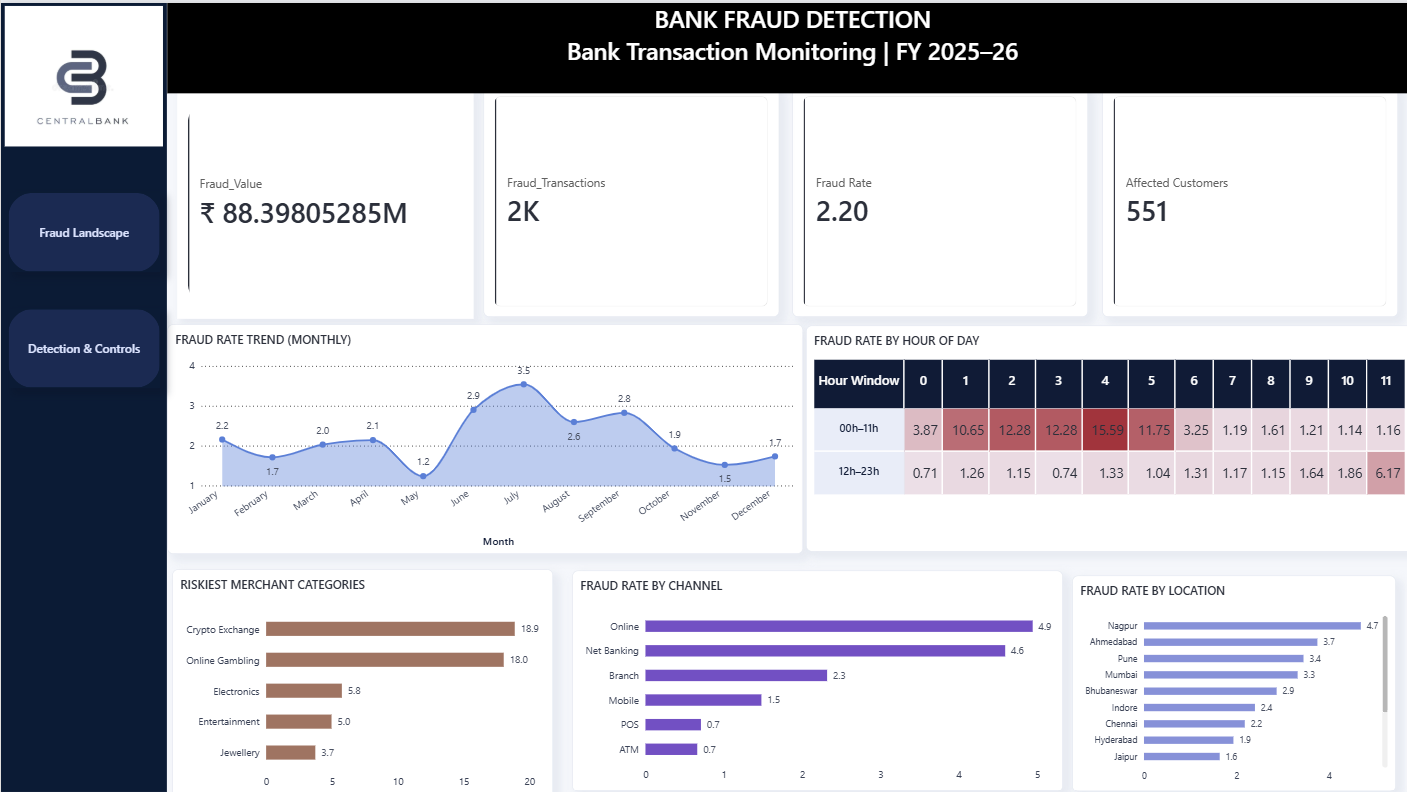 BANK FRAUD DETECTION
Bank Transaction Monitoring | FY 2025–26
CENTRALBANK
Fraud Landscape
Detection & Controls
Fraud_Value
₹ 88.39805285M
Fraud_Transactions
2K
Fraud Rate
2.20
Affected Customers
551
FRAUD RATE TREND (MONTHLY)
4
3
2
1
2.2
1.7
2.0
2.1
1.2
2.9
3.5
2.6
2.8
1.9
1.5
1.7
January
February
March
April
May
June
July
August
September
October
November
December
Month
FRAUD RATE BY HOUR OF DAY
Hour Window 0 1 2 3 4 5 6 7 8 9 10 11
00h–11h 3.87 10.65 12.28 12.28 15.59 11.75 3.25 1.19 1.61 1.21 1.14 1.16
12h–23h 0.71 1.26 1.15 0.74 1.33 1.04 1.31 1.17 1.15 1.64 1.86 6.17
RISKIEST MERCHANT CATEGORIES
Crypto Exchange 18.9
Online Gambling 18.0
Electronics 5.8
Entertainment 5.0
Jewellery 3.7
0 5 10 15 20
FRAUD RATE BY CHANNEL
Online 4.9
Net Banking 4.6
Branch 2.3
Mobile 1.5
POS 0.7
ATM 0.7
0 1 2 3 4 5
FRAUD RATE BY LOCATION
Nagpur 4.7
Ahmedabad 3.7
Pune 3.4
Mumbai 3.3
Bhubaneswar 2.9
Indore 2.4
Chennai 2.2
Hyderabad 1.9
Jaipur 1.6
0 2 4